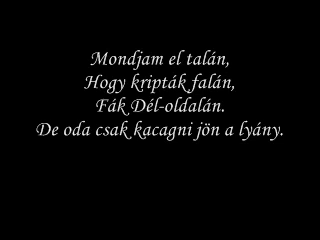 Mondjam el talán,
Hogy kripták falán,
Fák Dél-oldalán.
De oda csak kacagni jön a lyány.